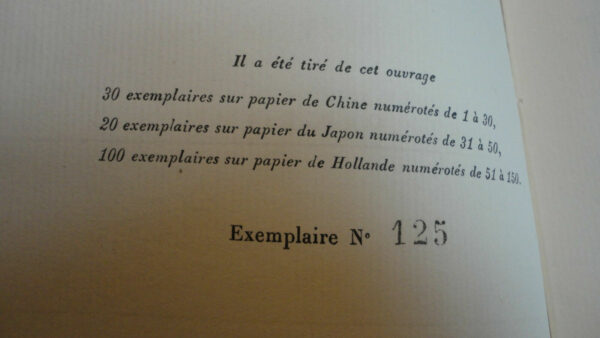 Il a été tiré de cet ouvrage
30 exemplaires sur papier de Chine numérotés de 1 à 30,
20 exemplaires sur papier du Japon numérotés de 31 à 50,
100 exemplaires sur papier de Hollande numérotés de 51 à 150.
Exemplaire N° 125